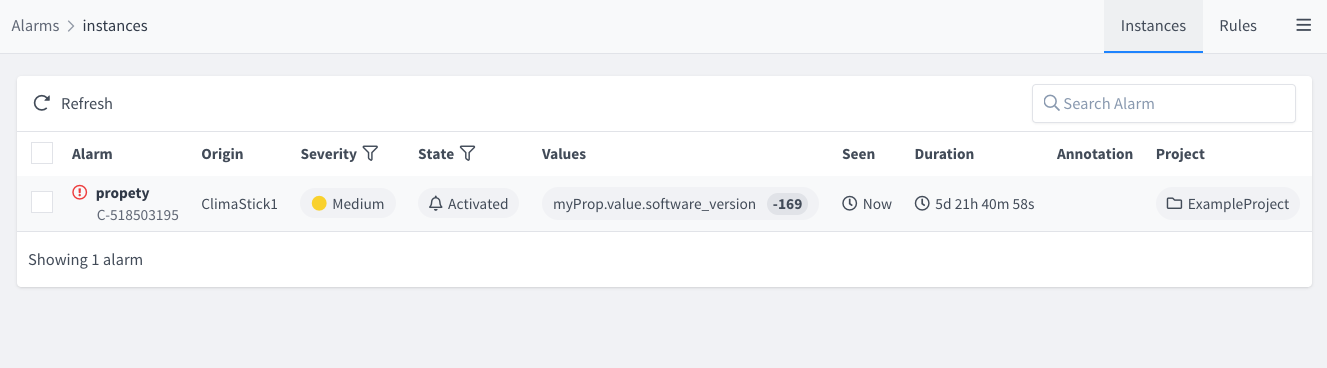 Alarms > instances Instances Rules
Refresh Search Alarm
Alarm Origin Severity State Values Seen Duration Annotation Project
propety
C-518503195 ClimaStick1 Medium Activated myProp.value.software_version -169 Now 5d 21h 40m 58s ExampleProject
Showing 1 alarm